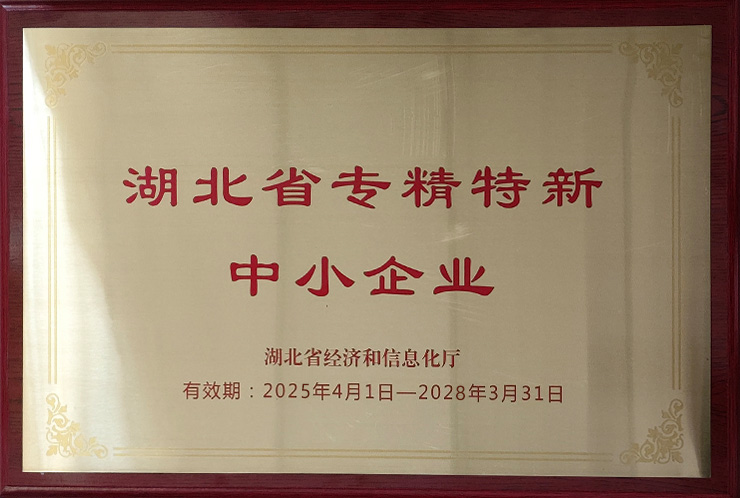 湖北省专精特新
中小企业
湖北省经济和信息化厅
有效期：2025年4月1日—2028年3月31日